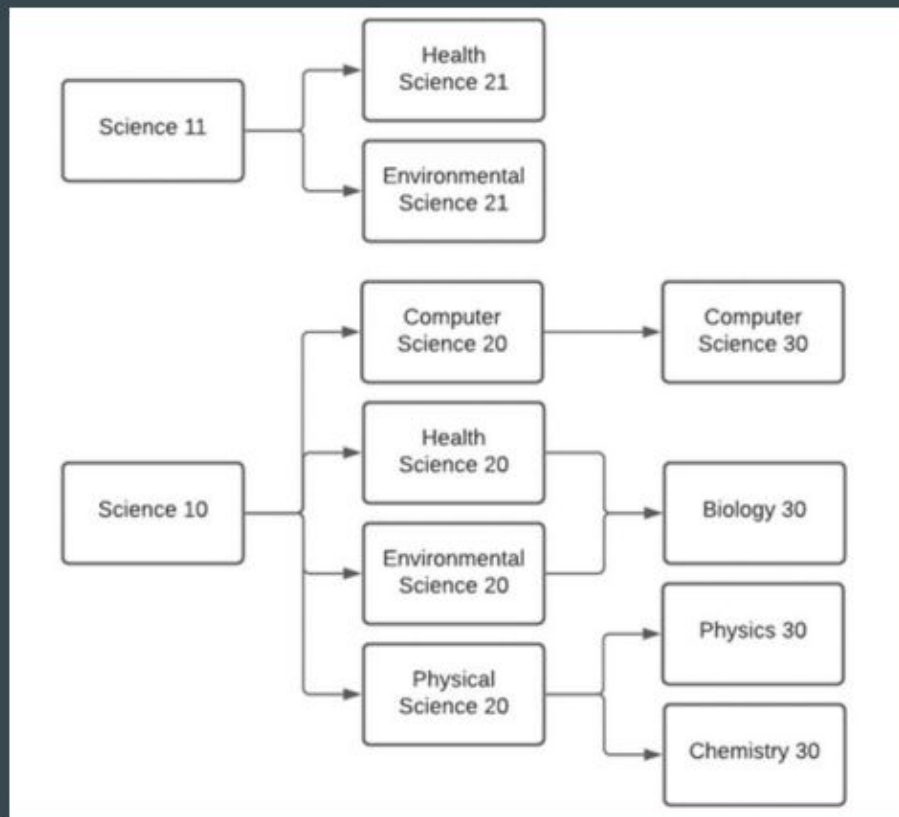 Health
Science 21
Science 11
Environmental
Science 21
Computer
Science 20
Computer
Science 30
Health
Science 20
Science 10
Biology 30
Environmental
Science 20
Physics 30
Physical
Science 20
Chemistry 30